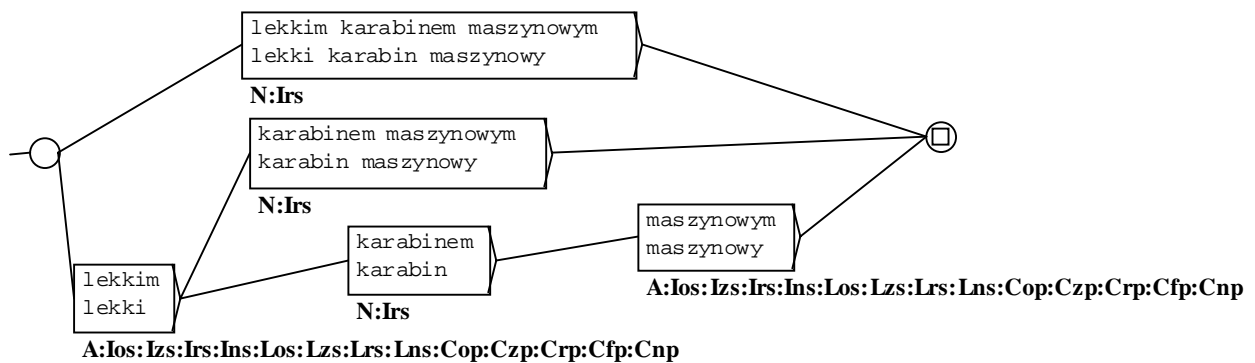 lekkim karabinem maszynowym
lekki karabin maszynowy
N:Irs
karabinem maszynowym
karabin maszynowy
N:Irs
karabinem
karabin
N:Irs
maszynowym
maszynowy
A:Ios:Izs:Irs:Ins:Los:Lzs:Lrs:Lns:Cop:Czp:Crp:Cfp:Cnp
lekkim
lekki
A:Ios:Izs:Irs:Ins:Los:Lzs:Lrs:Lns:Cop:Czp:Crp:Cfp:Cnp